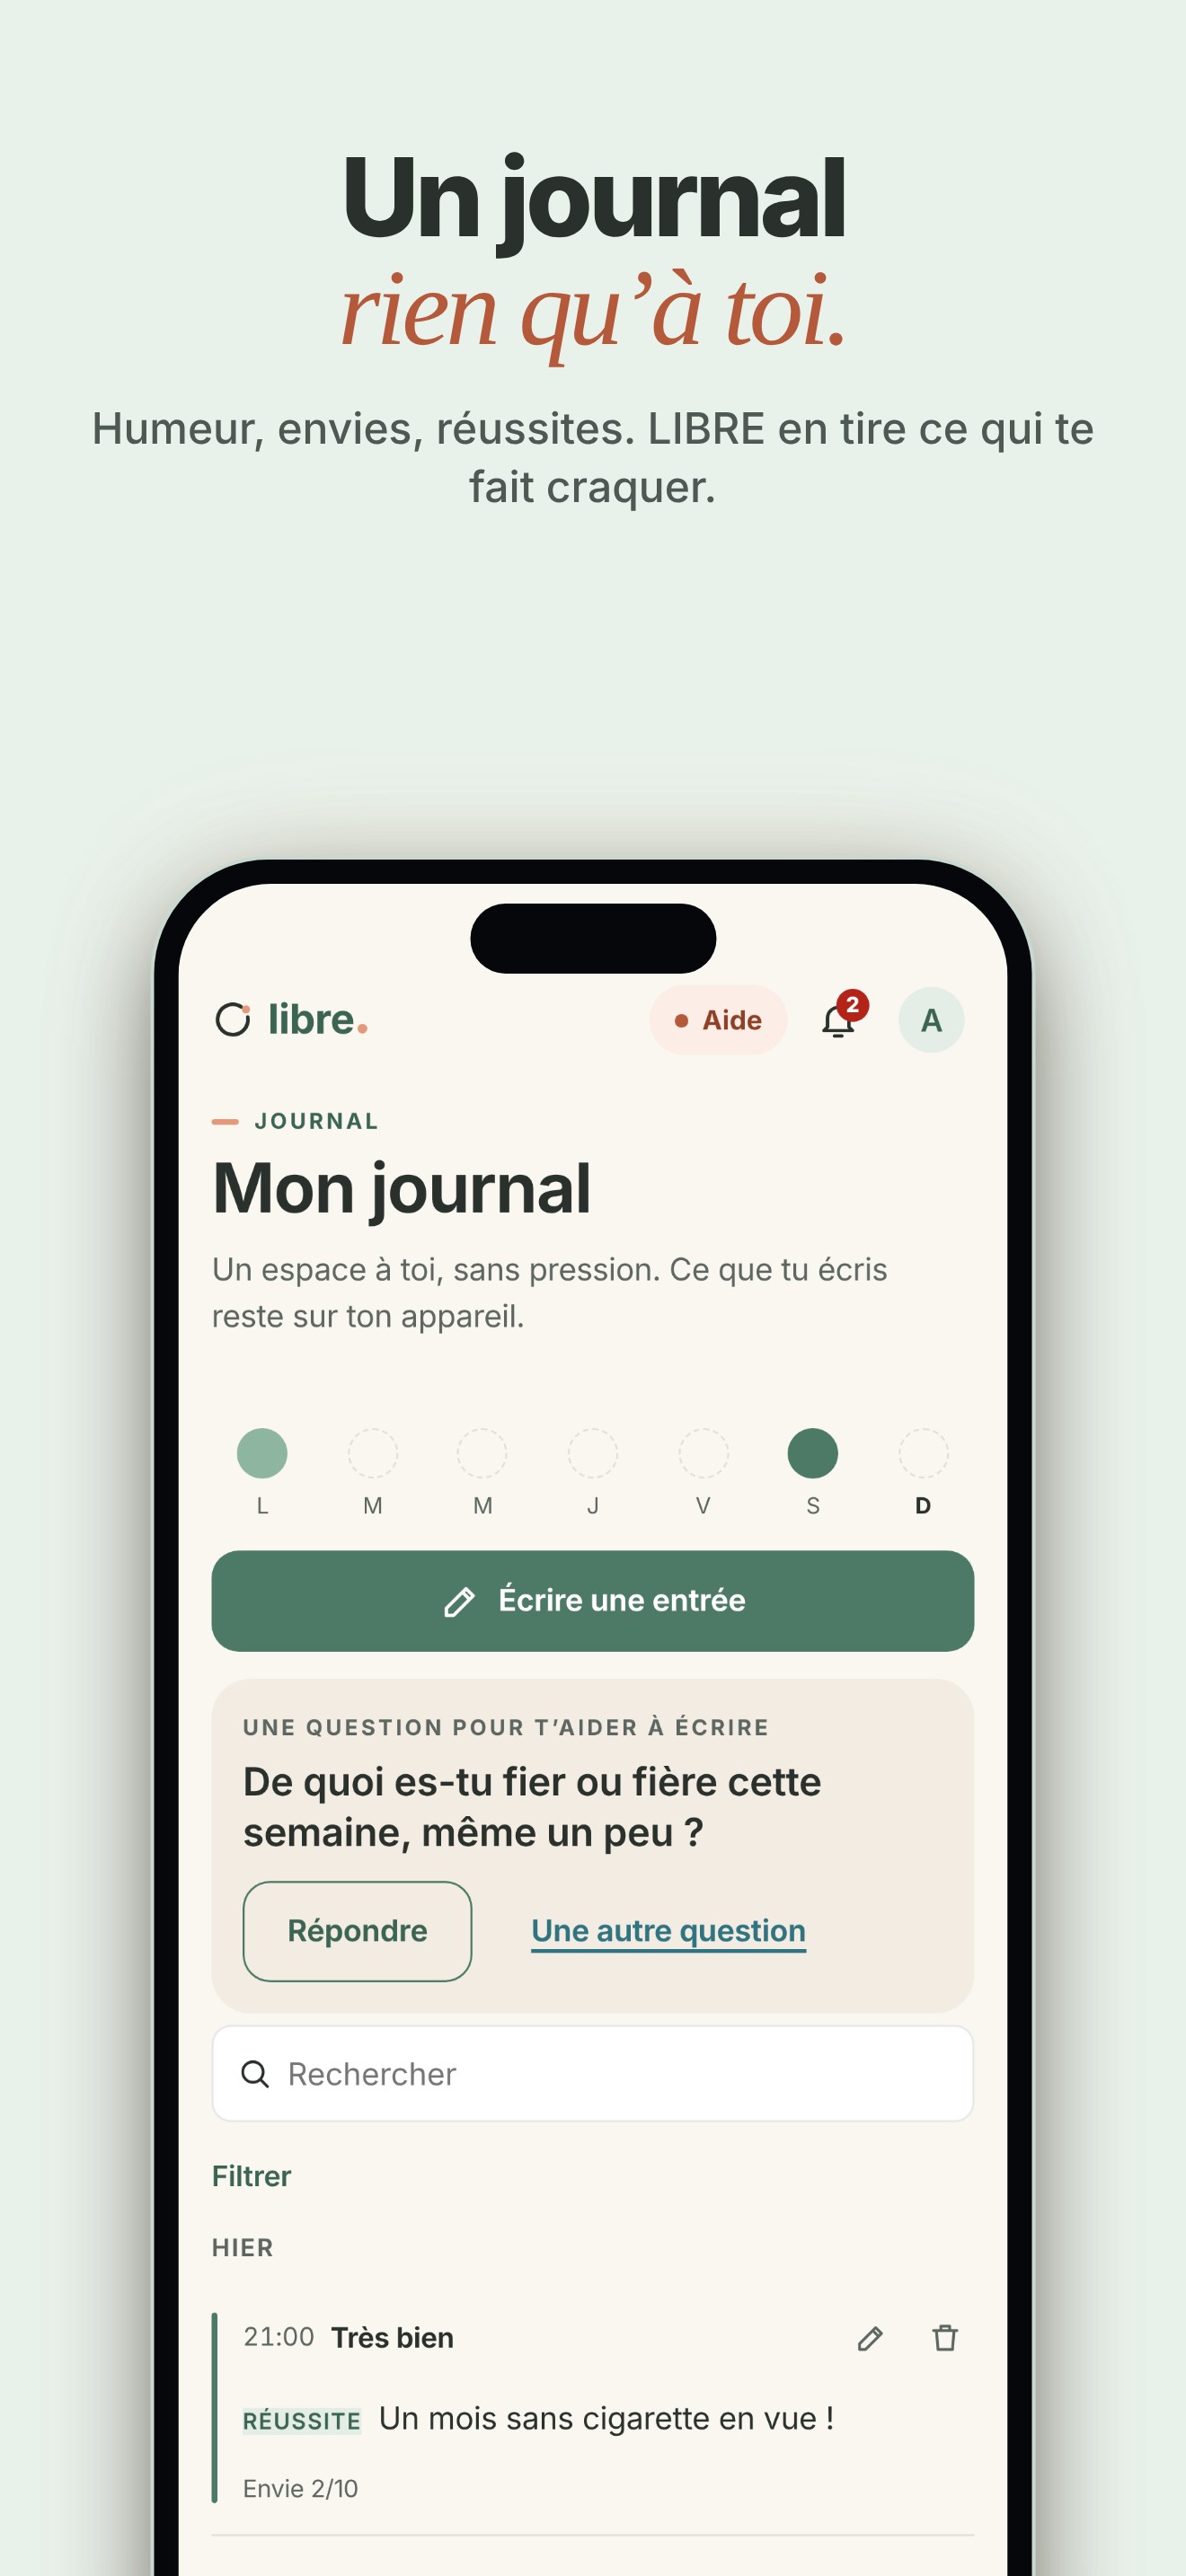 Un journal
rien qu’à toi.
Humeur, envies, réussites. LIBRE en tire ce qui te
fait craquer.
libre.
Aide
2
A
JOURNAL
Mon journal
Un espace à toi, sans pression. Ce que tu écris
reste sur ton appareil.
L M M J V S D
Écrire une entrée
UNE QUESTION POUR T’AIDER À ÉCRIRE
De quoi es-tu fier ou fière cette
semaine, même un peu ?
Répondre Une autre question
Rechercher
Filtrer
HIER
21:00 Très bien
RÉUSSITE Un mois sans cigarette en vue !
Envie 2/10